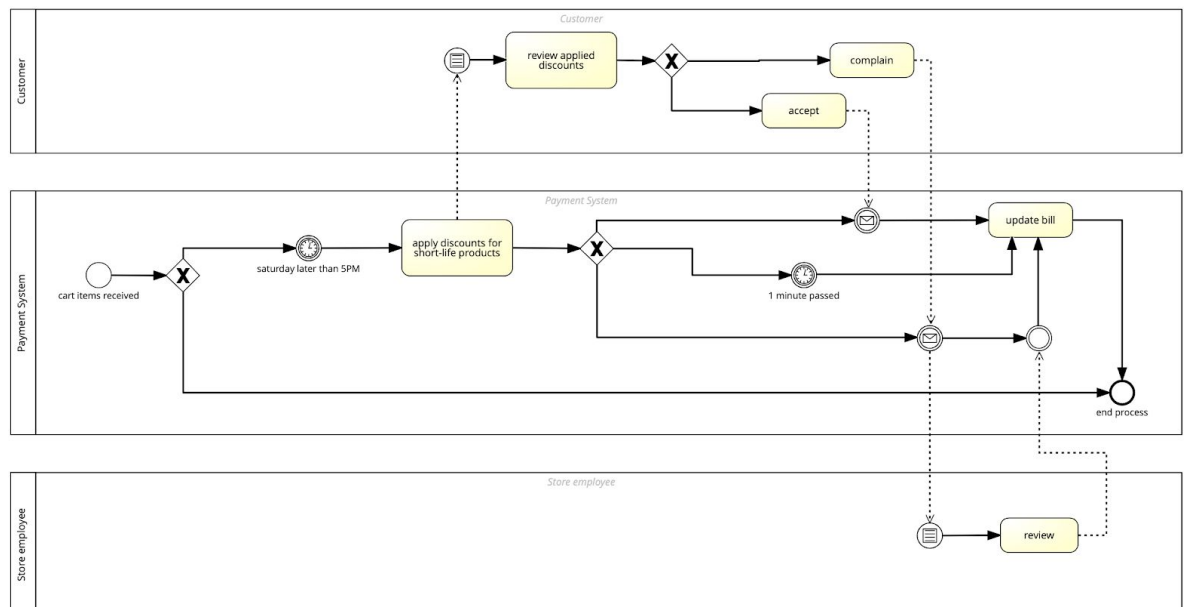 Customer
Customer
review applied
discounts
complain
accept
Payment System
Payment System
update bill
apply discounts for
short-life products
saturday later than 5PM
cart items received
1 minute passed
end process
Store employee
Store employee
review